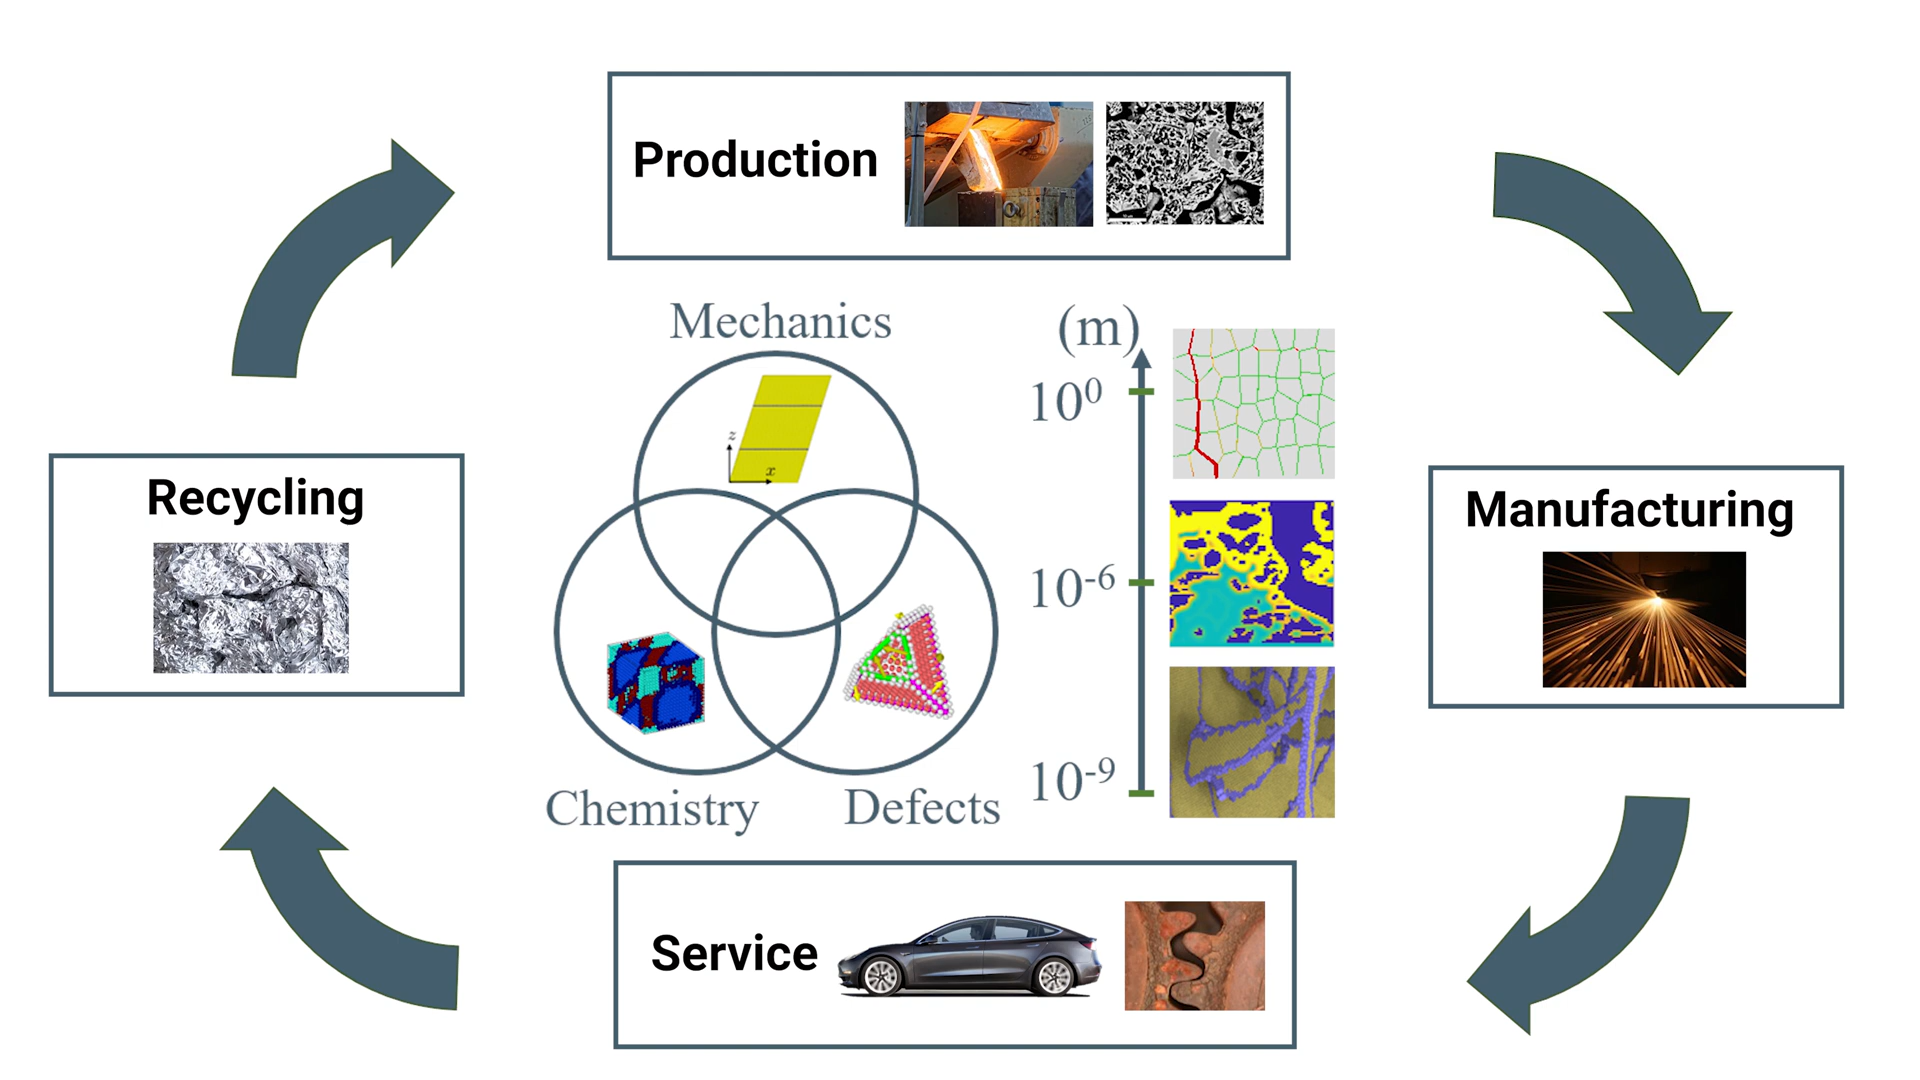 Production
Mechanics
(m)
z
x
10⁰
Recycling
Manufacturing
10⁻⁶
10⁻⁹
Chemistry
Defects
Service